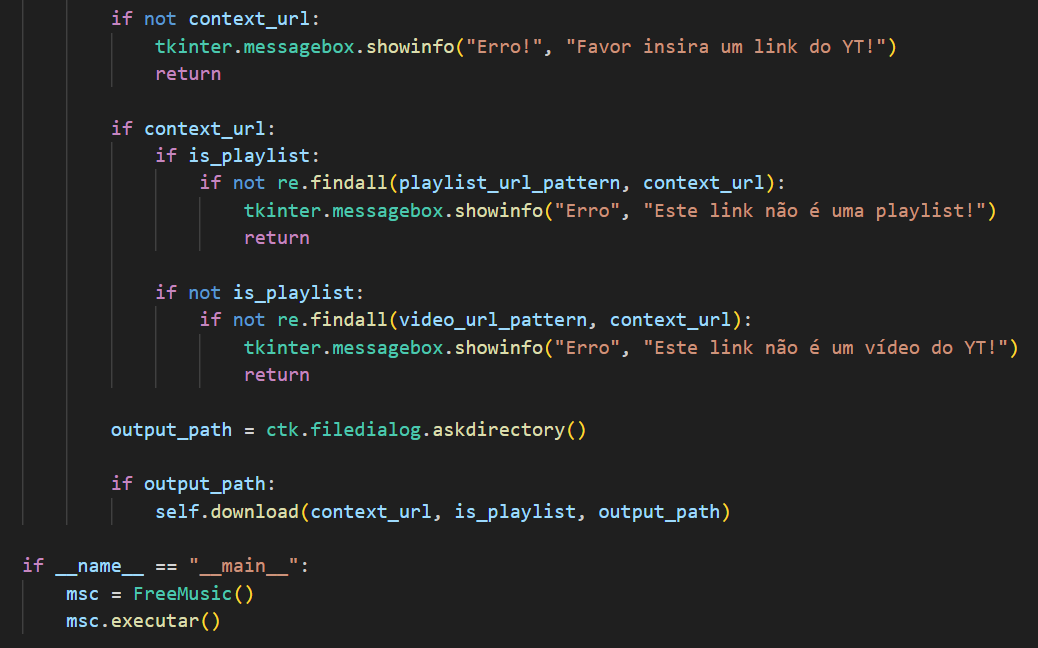 if not context_url:
tkinter.messagebox.showinfo("Erro!", "Favor insira um link do YT!")
return
if context_url:
if is_playlist:
if not re.findall(playlist_url_pattern, context_url):
tkinter.messagebox.showinfo("Erro", "Este link não é uma playlist!")
return
if not is_playlist:
if not re.findall(video_url_pattern, context_url):
tkinter.messagebox.showinfo("Erro", "Este link não é um vídeo do YT!")
return
output_path = ctk.filedialog.askdirectory()
if output_path:
self.download(context_url, is_playlist, output_path)
if __name__ == "__main__":
msc = FreeMusic()
msc.executar()